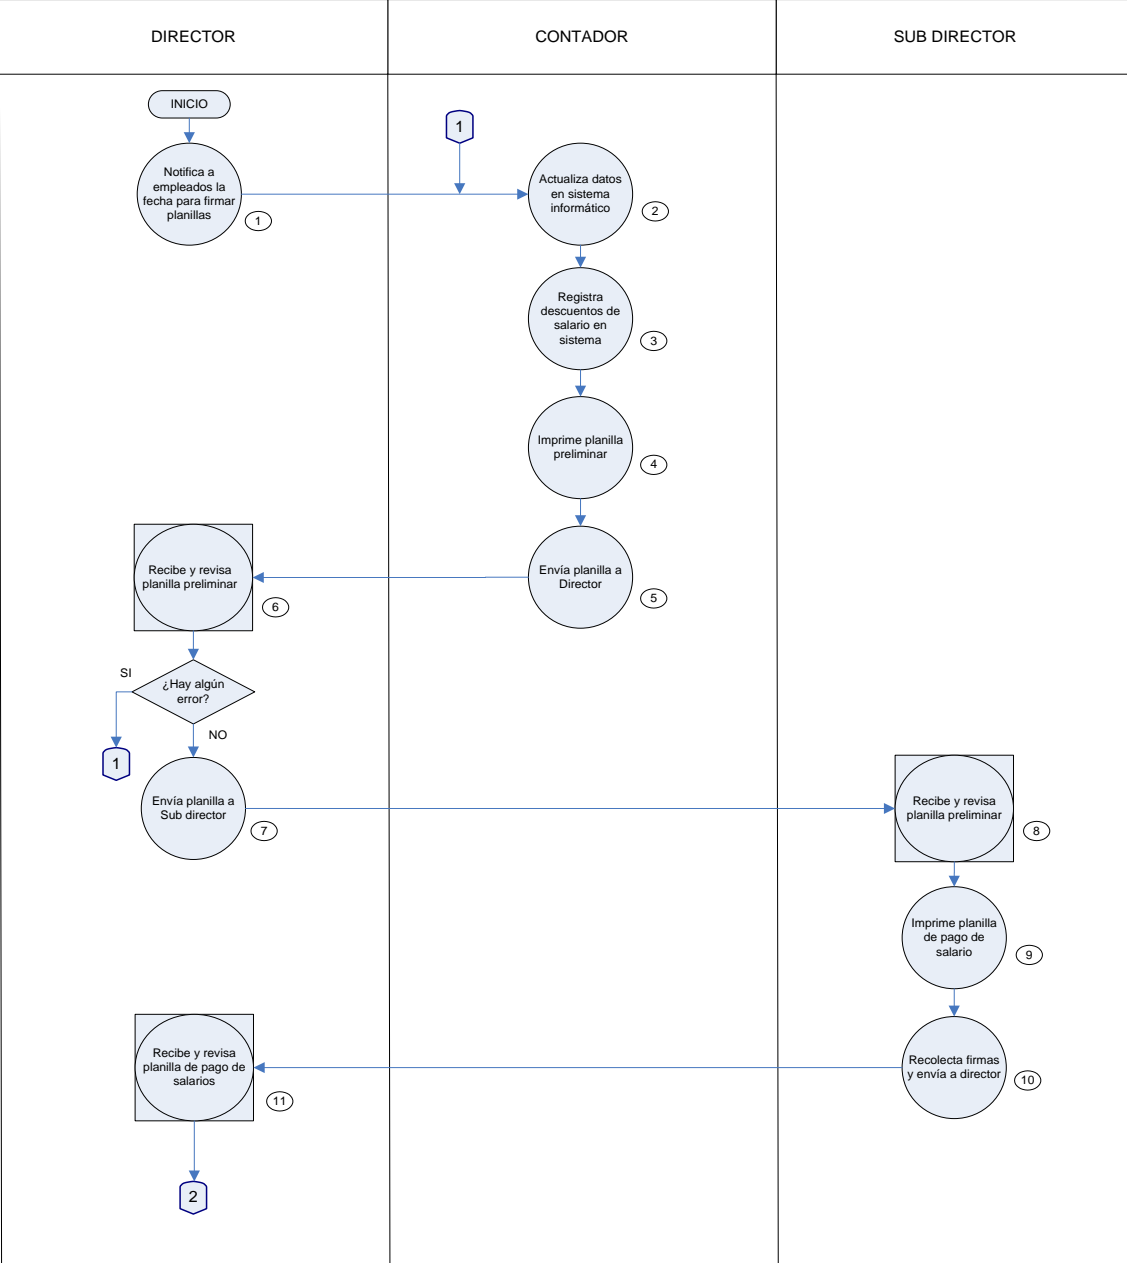 DIRECTOR
CONTADOR
SUB DIRECTOR
INICIO
1
Notifica a
empleados la
fecha para firmar
planillas
1
Actualiza datos
en sistema
informático
2
Registra
descuentos de
salario en
sistema
3
Imprime planilla
preliminar
4
Recibe y revisa
planilla preliminar
6
Envía planilla a
Director
5
SI
¿Hay algún
error?
NO
1
Envía planilla a
Sub director
7
Recibe y revisa
planilla preliminar
8
Imprime planilla
de pago de
salario
9
Recibe y revisa
planilla de pago de
salarios
11
Recolecta firmas
y envía a director
10
2